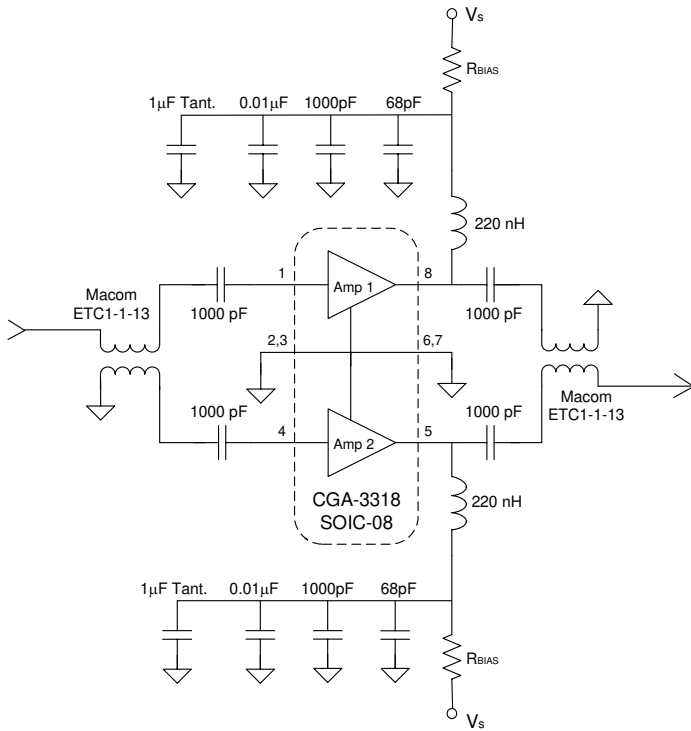 Vs
RBIAS
1μF Tant. 0.01μF 1000pF 68pF
220 nH
1 Amp 1 8
Macom
ETC1-1-13
1000 pF 1000 pF
2,3 6,7
1000 pF 1000 pF
Macom
ETC1-1-13
4 Amp 2 5
CGA-3318
SOIC-08
220 nH
1μF Tant. 0.01μF 1000pF 68pF
RBIAS
Vs